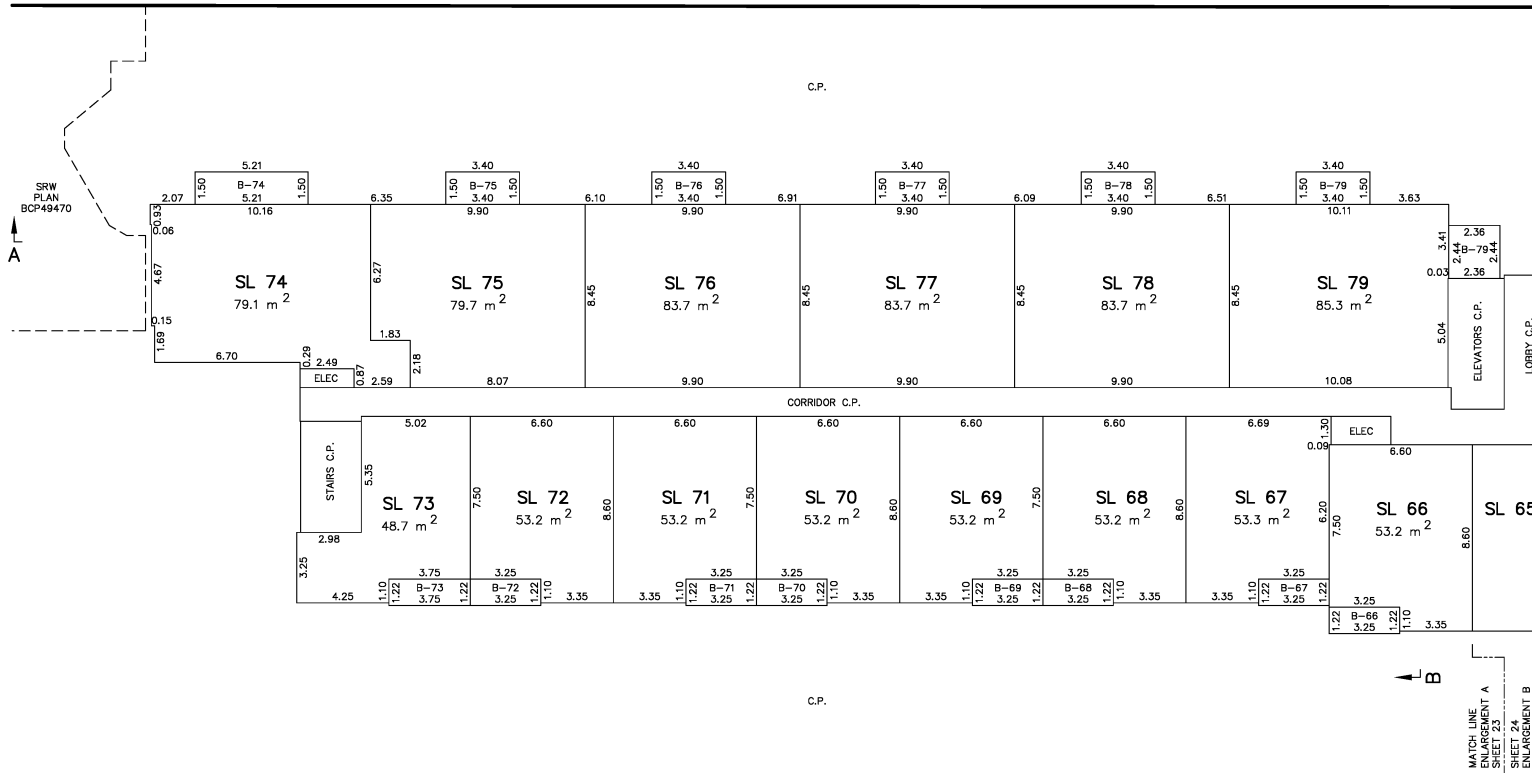 C.P.
SRW
PLAN
BCP49470
A
5.21
1.50 B-74 1.50
5.21
3.40
1.50 B-75 1.50
3.40
3.40
1.50 B-76 1.50
3.40
3.40
1.50 B-77 1.50
3.40
3.40
1.50 B-78 1.50
3.40
3.40
1.50 B-79 1.50
3.40
2.07 6.35 6.10 6.91 6.09 6.51 3.63
10.16 9.90 9.90 9.90 9.90 10.11
0.93
0.06
4.67
0.15
1.69
SL 74
79.1 m 2
6.27
SL 75
79.7 m 2
8.45
SL 76
83.7 m 2
8.45
SL 77
83.7 m 2
8.45
SL 78
83.7 m 2
8.45
SL 79
85.3 m 2
3.41
2.36
2.44 B-79 2.44
0.03 2.36
5.04
ELEVATORS C.P.
LOBBY C.P.
1.83
2.18
6.70
0.29
2.49
ELEC
0.87
2.59 8.07 9.90 9.90 9.90 10.08
CORRIDOR C.P.
5.02 6.60 6.60 6.60 6.60 6.60 6.69
1.30
ELEC
0.09
6.60
STAIRS C.P.
5.35
SL 73
48.7 m 2
7.50
SL 72
53.2 m 2
8.60
SL 71
53.2 m 2
7.50
SL 70
53.2 m 2
8.60
SL 69
53.2 m 2
7.50
SL 68
53.2 m 2
8.60
SL 67
53.3 m 2
6.20
7.50
SL 66
53.2 m 2
8.60
SL 65
2.98
3.25
4.25
1.10
3.75
1.22 B-73 1.22
3.75
3.25
B-72 1.22
3.25
1.10
3.35
3.35
1.10
3.25
1.22 B-71 1.22
3.25
3.25
B-70 1.22
3.25
1.10
3.35
3.35
1.10
3.25
1.22 B-69 1.22
3.25
3.25
B-68 1.22
3.25
1.10
3.35
3.35
1.10
3.25
1.22 B-67 1.22
3.25
3.25
1.22 B-66 1.22
3.25
1.10
3.35
B
C.P.
MATCH LINE
ENLARGEMENT A
SHEET 23
SHEET 24
ENLARGEMENT B